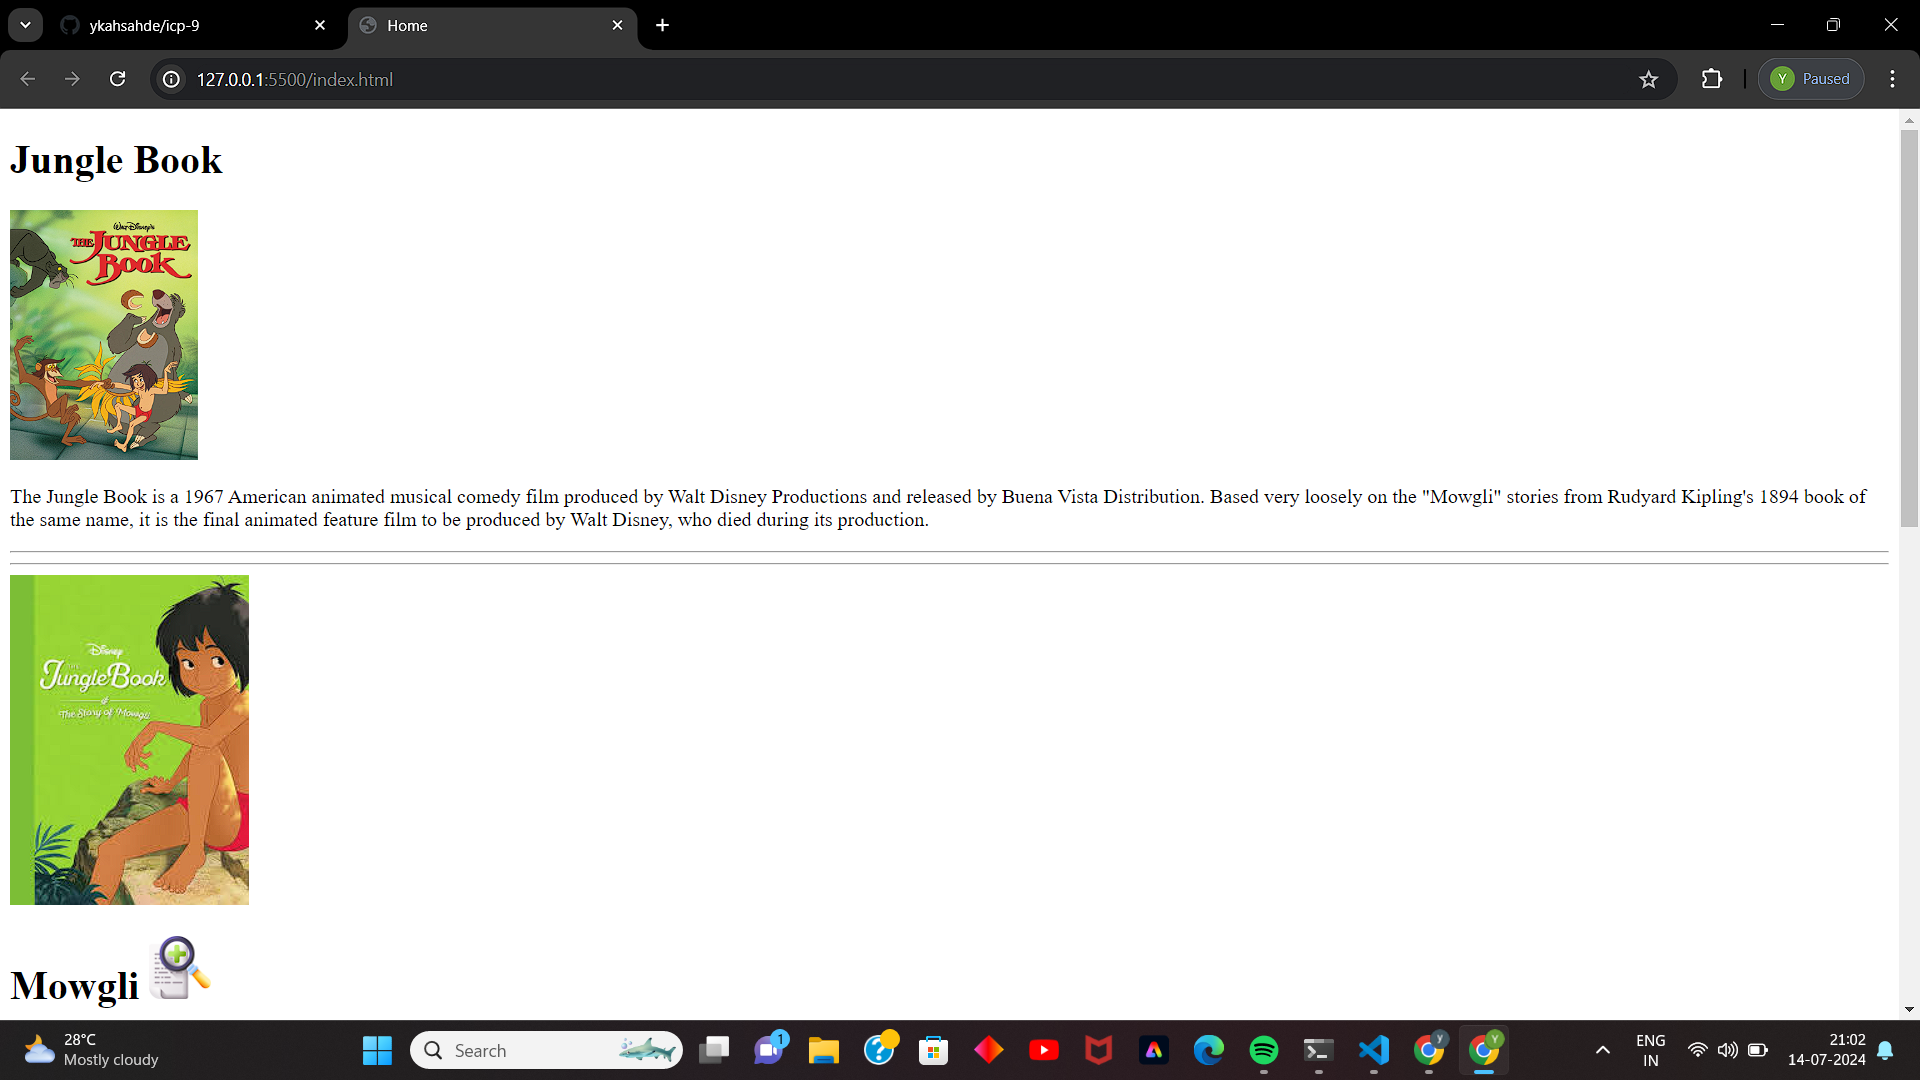 ykahsahde/icp-9
Home
127.0.0.1:5500/index.html
Y
Paused
Jungle Book
Walt Disney's
THE JUNGLE
BOOK
The Jungle Book is a 1967 American animated musical comedy film produced by Walt Disney Productions and released by Buena Vista Distribution. Based very loosely on the "Mowgli" stories from Rudyard Kipling's 1894 book of
the same name, it is the final animated feature film to be produced by Walt Disney, who died during its production.
Disney
THE
Jungle Book
The Story of Mowgli
Mowgli
28°C
Mostly cloudy
Search
1
y
Y
ENG
IN
21:02
14-07-2024